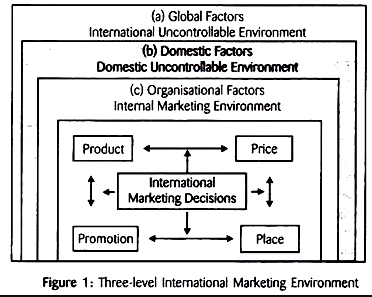 (a) Global Factors
International Uncontrollable Environment
(b) Domestic Factors
Domestic Uncontrollable Environment
(c) Organisational Factors
Internal Marketing Environment
Product
Price
International
Marketing Decisions
Promotion
Place
Figure 1: Three-level International Marketing Environment